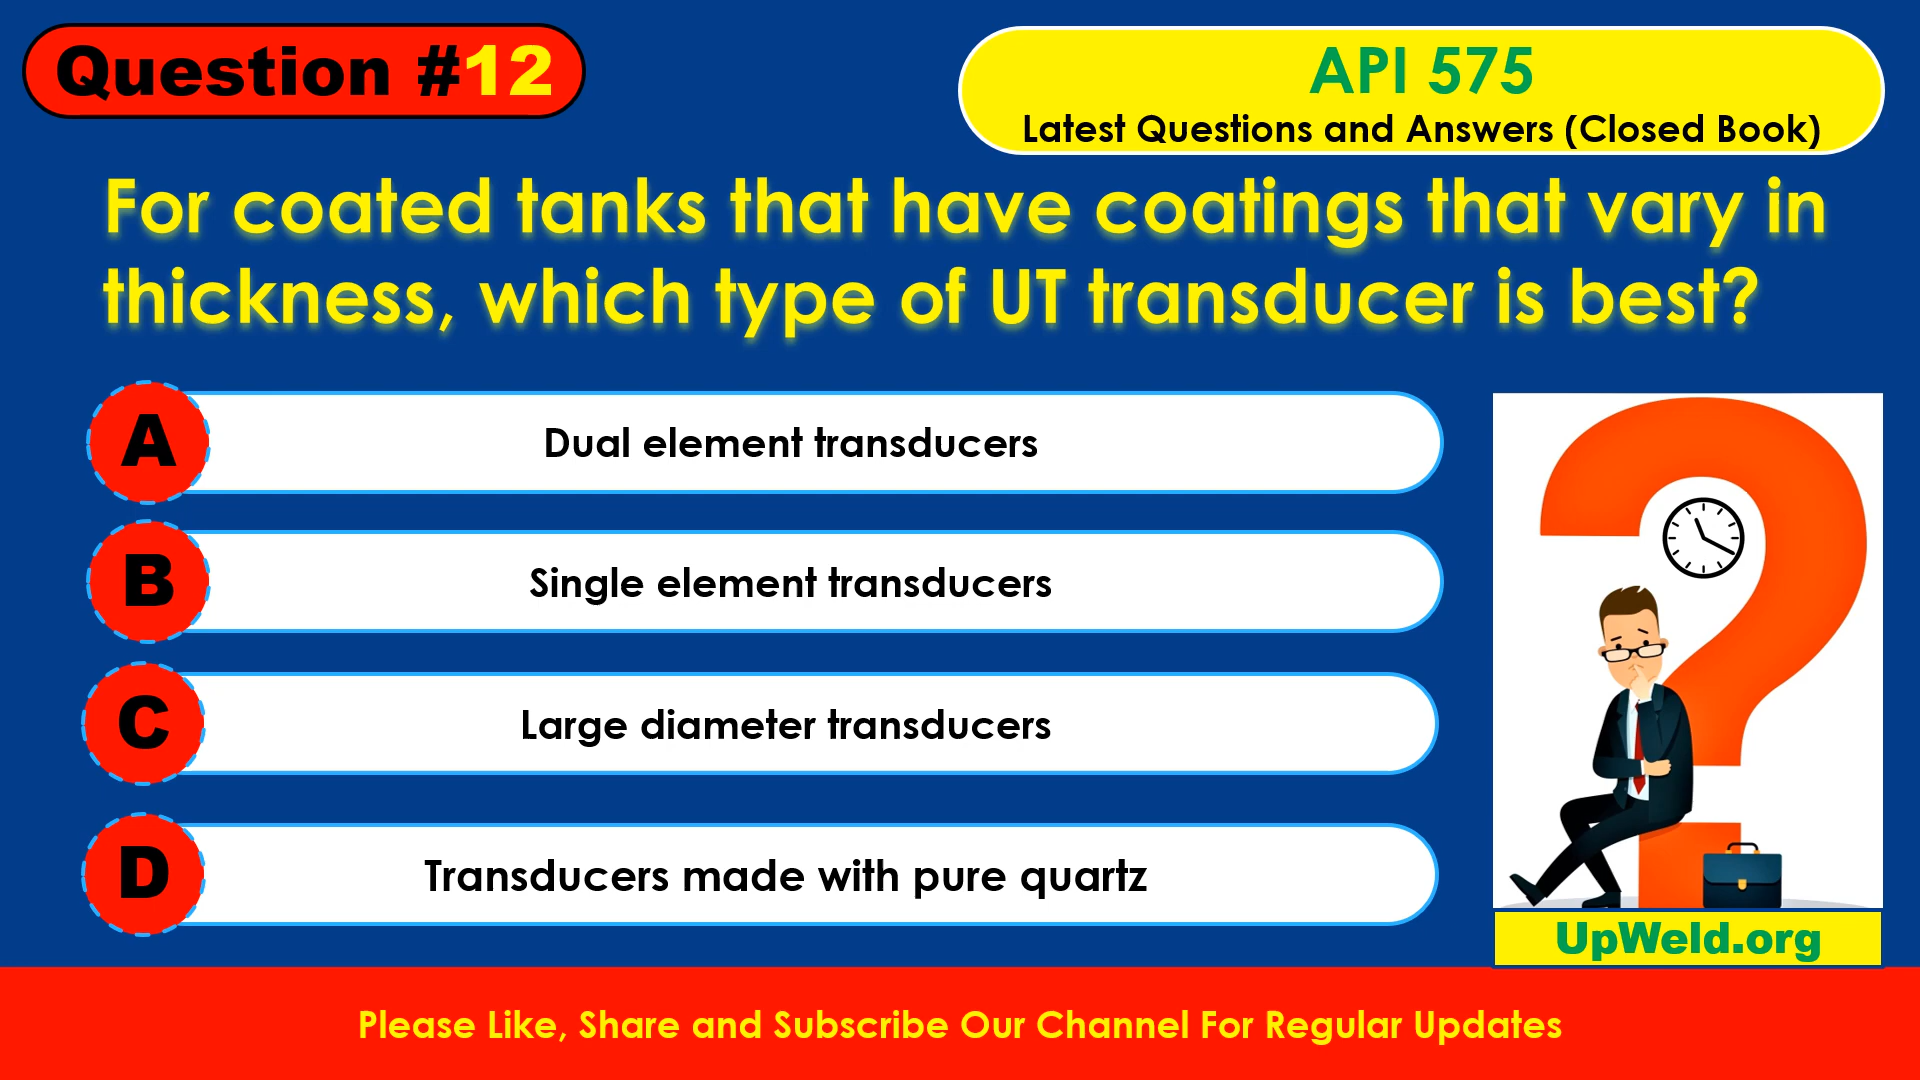 Question #12
API 575
Latest Questions and Answers (Closed Book)
For coated tanks that have coatings that vary in
thickness, which type of UT transducer is best?
A
Dual element transducers
B
Single element transducers
C
Large diameter transducers
D
Transducers made with pure quartz
UpWeld.org
Please Like, Share and Subscribe Our Channel For Regular Updates